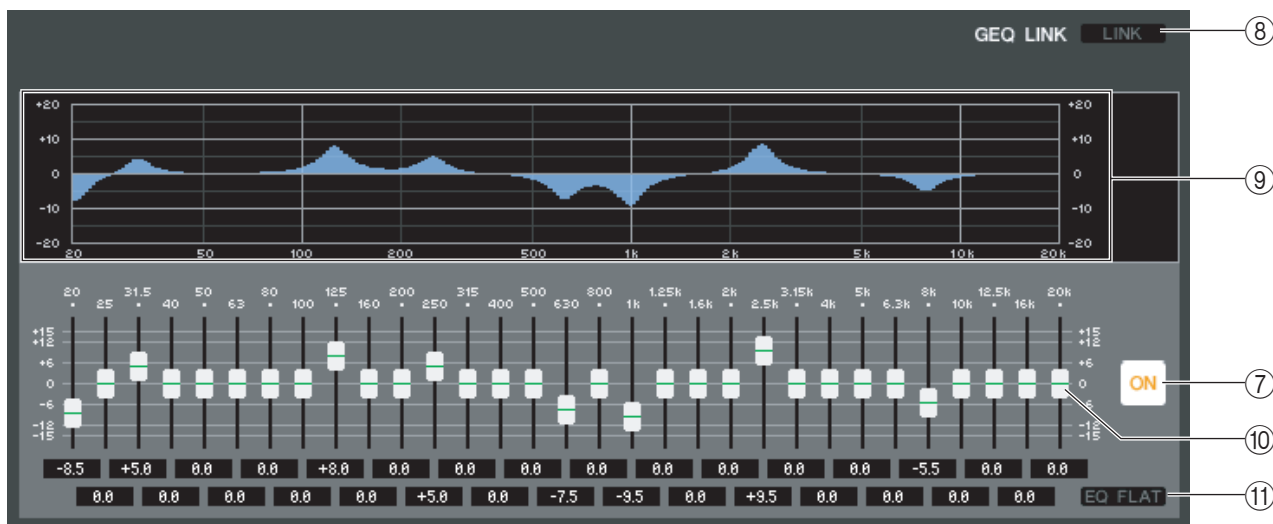 GEQ LINK LINK ⑧
+20 +20
+10 +10
0 0 ⑨
-10 -10
-20 -20
20 50 100 200 500 1k 2k 5k 10k 20k
20 31.5 50 80 125 200 315 500 800 1.25k 2k 3.15k 5k 8k 12.5k 20k
25 40 63 100 160 250 400 630 1k 1.6k 2.5k 4k 6.3k 10k 16k
+15 +15
+12 +12
+6 +6
0 0 ON ⑦
-6 -6
-12 -12 ⑩
-15 -15
-8.5 +5.0 0.0 0.0 +8.0 0.0 0.0 0.0 0.0 0.0 0.0 0.0 0.0 -5.5 0.0 0.0
0.0 0.0 0.0 0.0 0.0 +5.0 0.0 -7.5 -9.5 0.0 +9.5 0.0 0.0 0.0 0.0 EQ FLAT ⑪